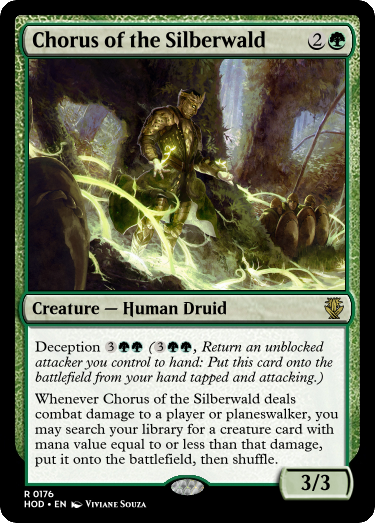 Chorus of the Silberwald 2
Creature — Human Druid
Deception 3 (3, Return an unblocked
attacker you control to hand: Put this card onto the
battlefield from your hand tapped and attacking.)
Whenever Chorus of the Silberwald deals
combat damage to a player or planeswalker, you
may search your library for a creature card with
mana value equal to or less than that damage,
put it onto the battlefield, then shuffle.
3/3
R 0176
HOD • EN Viviane Souza